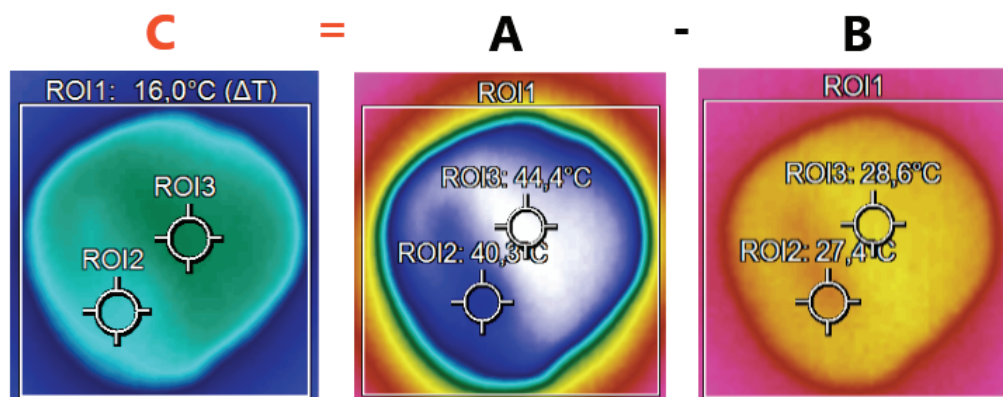 C = A - B
ROI1: 16,0°C (ΔT)
ROI3
ROI2
ROI1
ROI3: 44,4°C
ROI2: 40,3°C
ROI1
ROI3: 28,6°C
ROI2: 27,4°C